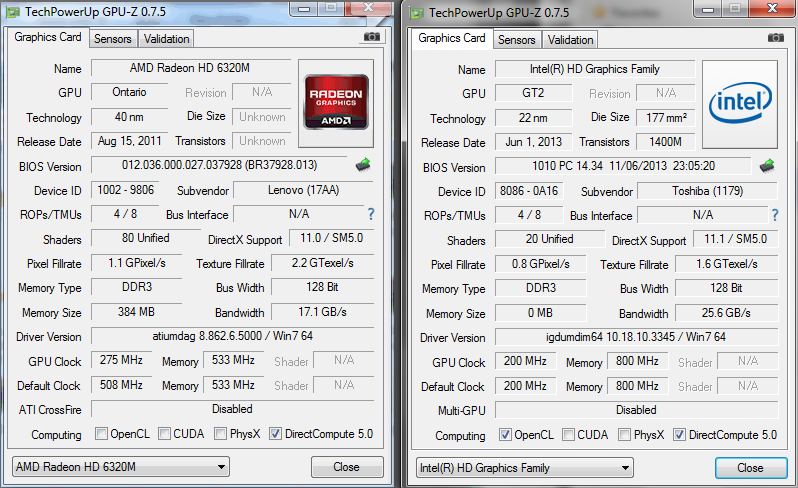 TechPowerUp GPU-Z 0.7.5
Graphics Card Sensors Validation
Name AMD Radeon HD 6320M
GPU Ontario Revision N/A
RADEON
GRAPHICS
AMD
Technology 40 nm Die Size Unknown
Release Date Aug 15, 2011 Transistors Unknown
BIOS Version 012.036.000.027.037928 (BR37928.013)
Device ID 1002 - 9806 Subvendor Lenovo (17AA)
ROPs/TMUs 4 / 8 Bus Interface N/A ?
Shaders 80 Unified DirectX Support 11.0 / SM5.0
Pixel Fillrate 1.1 GPixel/s Texture Fillrate 2.2 GTexel/s
Memory Type DDR3 Bus Width 128 Bit
Memory Size 384 MB Bandwidth 17.1 GB/s
Driver Version atiumdag 8.862.6.5000 / Win7 64
GPU Clock 275 MHz Memory 533 MHz Shader N/A
Default Clock 508 MHz Memory 533 MHz Shader N/A
ATI CrossFire Disabled
Computing OpenCL CUDA PhysX DirectCompute 5.0
AMD Radeon HD 6320M Close
TechPowerUp GPU-Z 0.7.5
Graphics Card Sensors Validation
Name Intel(R) HD Graphics Family
GPU GT2 Revision N/A
intel
Technology 22 nm Die Size 177 mm²
Release Date Jun 1, 2013 Transistors 1400M
BIOS Version 1010 PC 14.34 11/06/2013 23:05:20
Device ID 8086 - 0A16 Subvendor Toshiba (1179)
ROPs/TMUs 4 / 8 Bus Interface N/A ?
Shaders 20 Unified DirectX Support 11.1 / SM5.0
Pixel Fillrate 0.8 GPixel/s Texture Fillrate 1.6 GTexel/s
Memory Type DDR3 Bus Width 128 Bit
Memory Size 0 MB Bandwidth 25.6 GB/s
Driver Version igdumdim64 10.18.10.3345 / Win7 64
GPU Clock 200 MHz Memory 800 MHz Shader N/A
Default Clock 200 MHz Memory 800 MHz Shader N/A
Multi-GPU Disabled
Computing OpenCL CUDA PhysX DirectCompute 5.0
Intel(R) HD Graphics Family Close